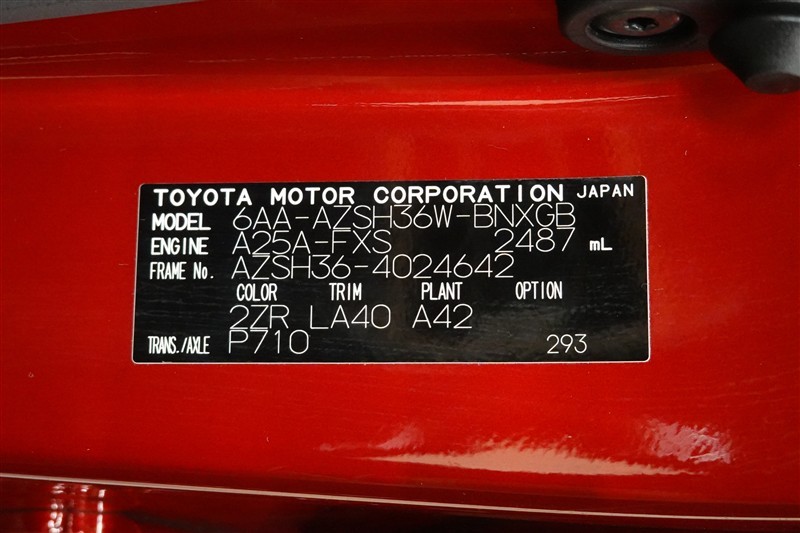 TOYOTA MOTOR CORPORATION JAPAN
MODEL 6AA-AZSH36W-BNXGB
ENGINE A25A-FXS 2487 mL
FRAME No. AZSH36-4024642
COLOR TRIM PLANT OPTION
2ZR LA40 A42
TRANS./AXLE P710 293